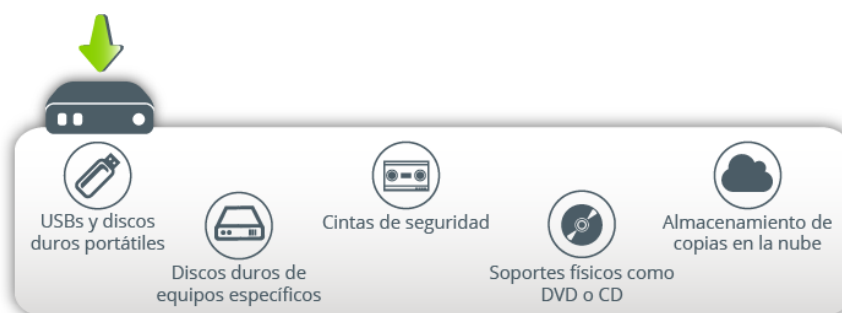 USBs y discos
duros portátiles
Discos duros de
equipos específicos
Cintas de seguridad
Soportes físicos como
DVD o CD
Almacenamiento de
copias en la nube